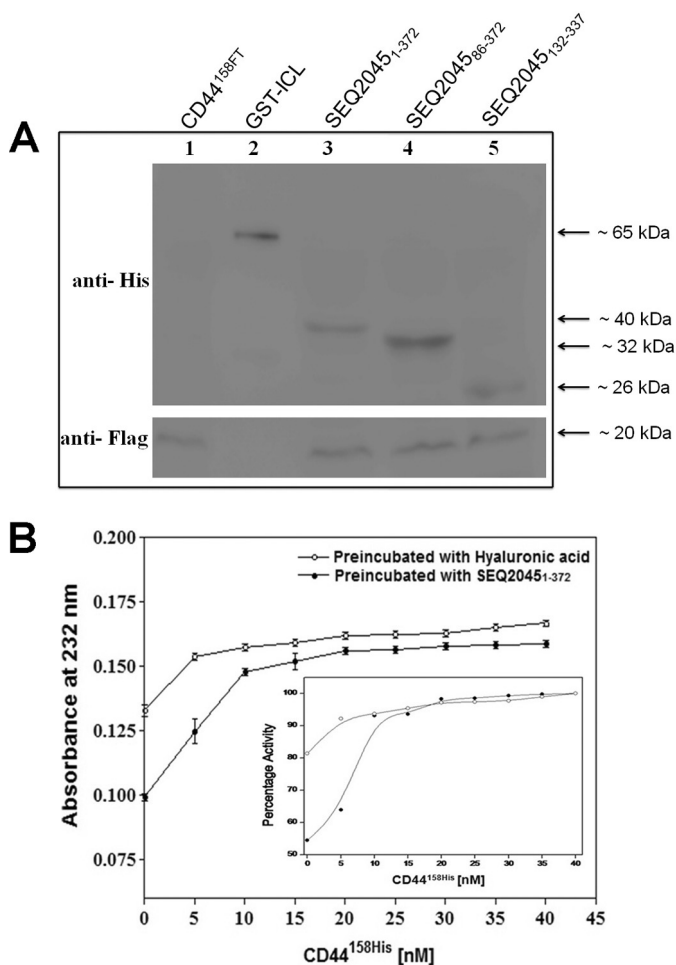 A
CD44158FT
GST-ICL
SEQ20451-372
SEQ204586-372
SEQ2045132-337
1 2 3 4 5
anti- His
~ 65 kDa
~ 40 kDa
~ 32 kDa
~ 26 kDa
anti- Flag
~ 20 kDa
B
Preincubated with Hyaluronic acid
Preincubated with SEQ20451-372
Absorbance at 232 nm
0.200
0.175
0.150
0.125
0.100
0.075
0 5 10 15 20 25 30 35 40 45
CD44158His [nM]
Percentage Activity
100
90
80
70
60
50
0 5 10 15 20 25 30 35 40
CD44158His [nM]